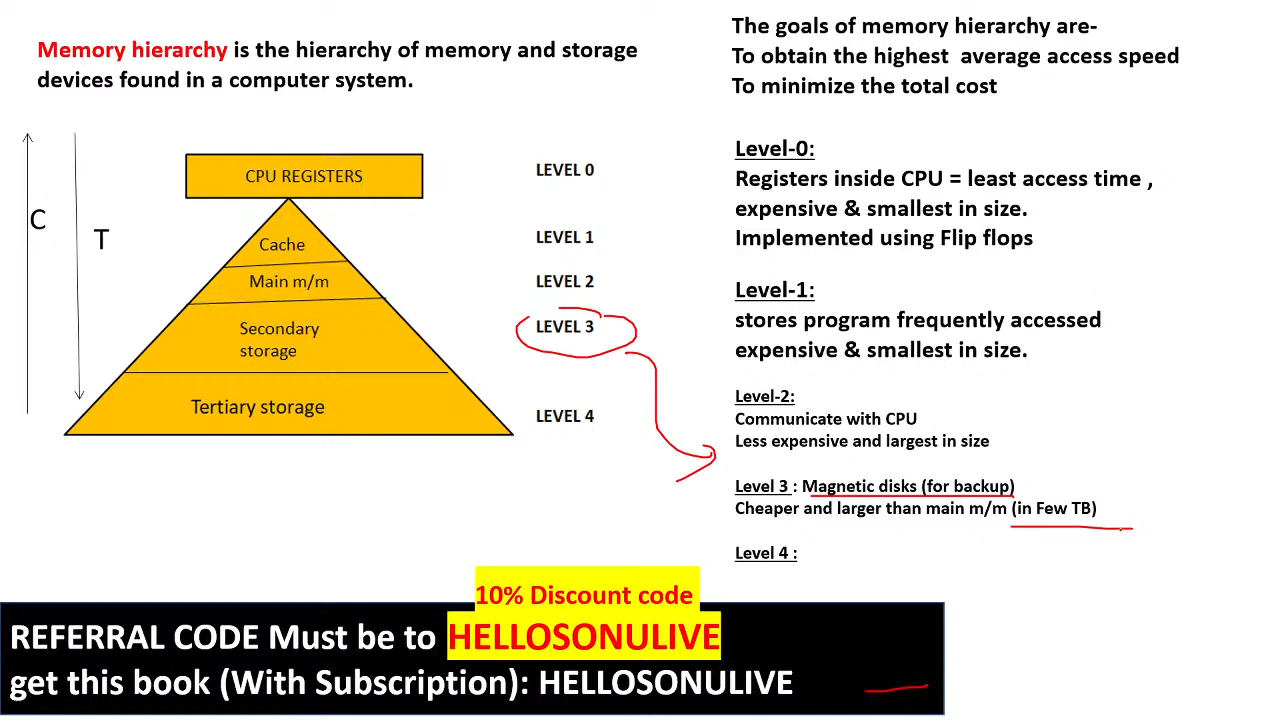 Memory hierarchy is the hierarchy of memory and storage
devices found in a computer system.
C
T
CPU REGISTERS
Cache
Main m/m
Secondary
storage
Tertiary storage
LEVEL 0
LEVEL 1
LEVEL 2
LEVEL 3
LEVEL 4
The goals of memory hierarchy are-
To obtain the highest average access speed
To minimize the total cost
Level-0:
Registers inside CPU = least access time ,
expensive & smallest in size.
Implemented using Flip flops
Level-1:
stores program frequently accessed
expensive & smallest in size.
Level-2:
Communicate with CPU
Less expensive and largest in size
Level 3 : Magnetic disks (for backup)
Cheaper and larger than main m/m (in Few TB)
Level 4 :
10% Discount code
REFERRAL CODE Must be to HELLOSONULIVE
get this book (With Subscription): HELLOSONULIVE